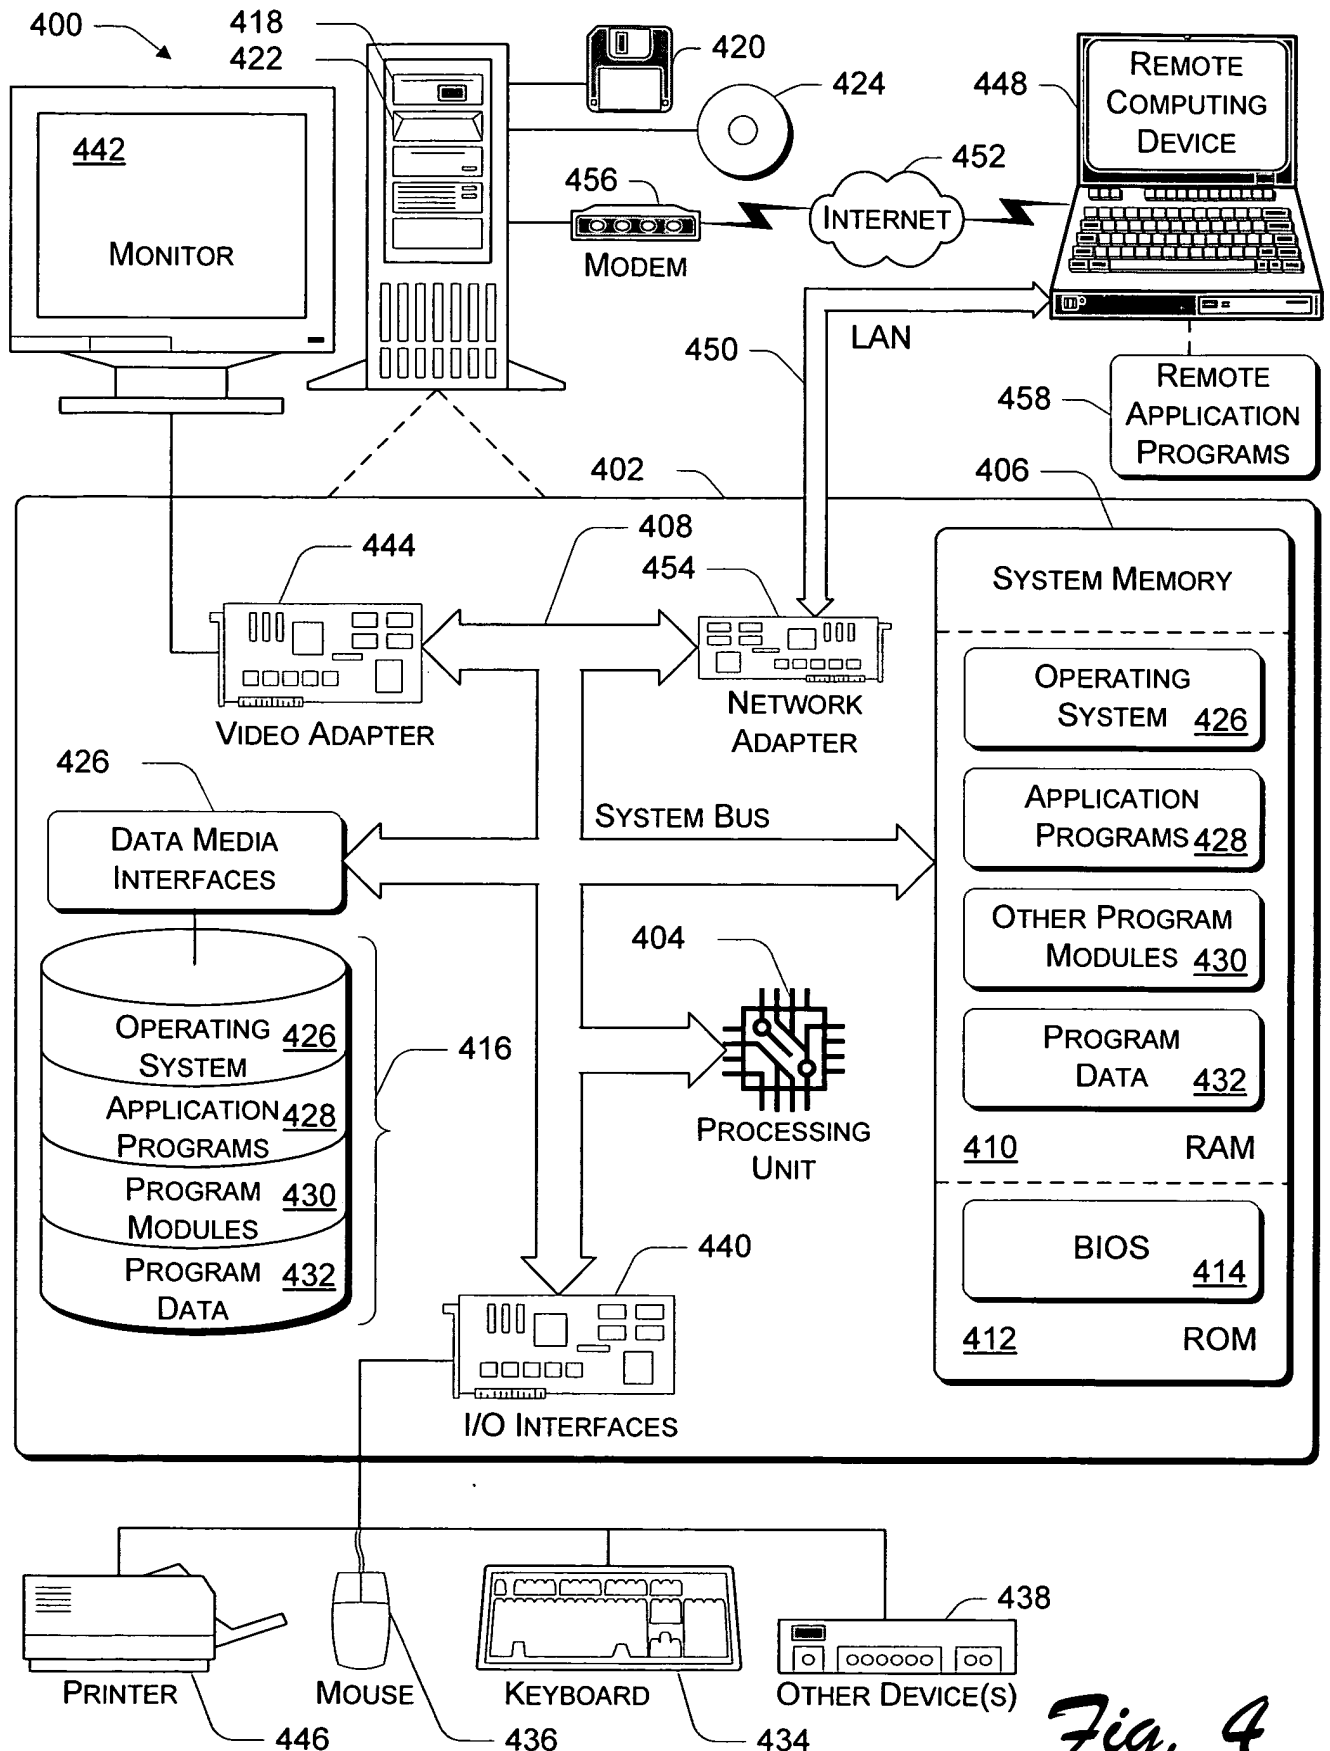 400
418
422
420
424
448
REMOTE
COMPUTING
DEVICE
442
MONITOR
456
MODEM
452
INTERNET
450
LAN
458
REMOTE
APPLICATION
PROGRAMS
402
406
408
444
454
VIDEO ADAPTER
NETWORK
ADAPTER
SYSTEM MEMORY
OPERATING
SYSTEM 426
APPLICATION
PROGRAMS 428
OTHER PROGRAM
MODULES 430
PROGRAM
DATA 432
410 RAM
BIOS
414
412 ROM
426
DATA MEDIA
INTERFACES
SYSTEM BUS
404
PROCESSING
UNIT
OPERATING 426
SYSTEM
APPLICATION 428
PROGRAMS
PROGRAM 430
MODULES
PROGRAM 432
DATA
416
440
I/O INTERFACES
438
PRINTER
MOUSE
KEYBOARD
OTHER DEVICE(S)
446
436
434
Fig. 4